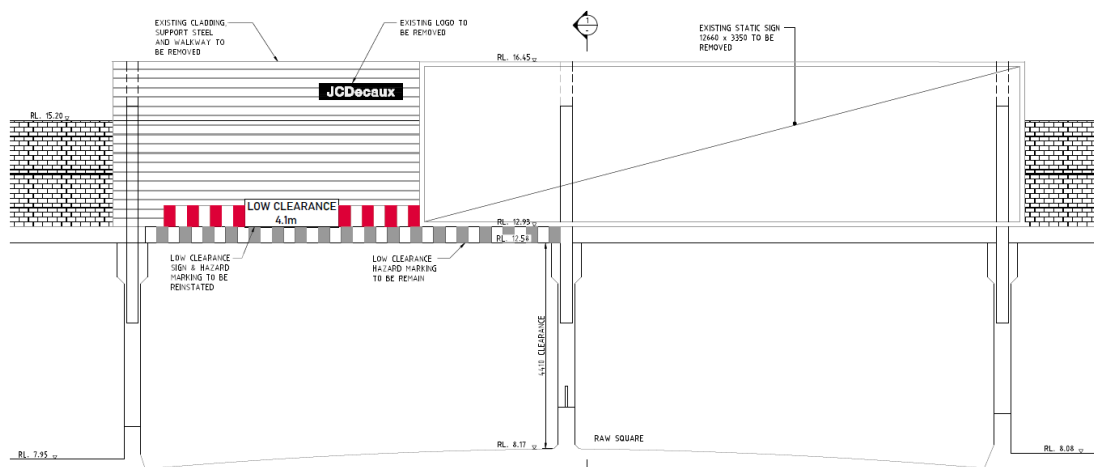 EXISTING CLADDING,
SUPPORT STEEL
AND WALKWAY TO
BE REMOVED
EXISTING LOGO TO
BE REMOVED
1
-
EXISTING STATIC SIGN
12660 x 3350 TO BE
REMOVED
RL. 16.45
JCDecaux
RL. 15.20
LOW CLEARANCE
4.1m
RL. 12.93
RL. 12.58
LOW CLEARANCE
SIGN & HAZARD
MARKING TO BE
REINSTATED
LOW CLEARANCE
HAZARD MARKING
TO BE REMAIN
4410 CLEARANCE
RL. 7.95
RL. 8.17
RAW SQUARE
RL. 8.08